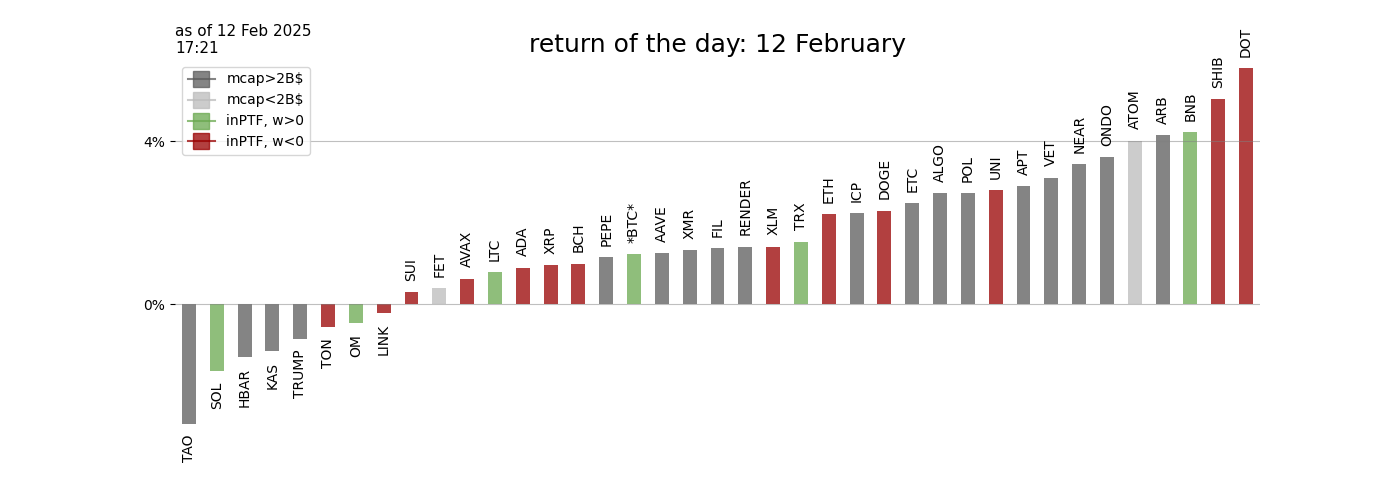 as of 12 Feb 2025
17:21
return of the day: 12 February
mcap>2B$
mcap<2B$
inPTF, w>0
inPTF, w<0
4%
0%
TAO
SOL
HBAR
KAS
TRUMP
TON
OM
LINK
SUI
FET
AVAX
LTC
ADA
XRP
BCH
PEPE
*BTC*
AAVE
XMR
FIL
RENDER
XLM
TRX
ETH
ICP
DOGE
ETC
ALGO
POL
UNI
APT
VET
NEAR
ONDO
ATOM
ARB
BNB
SHIB
DOT